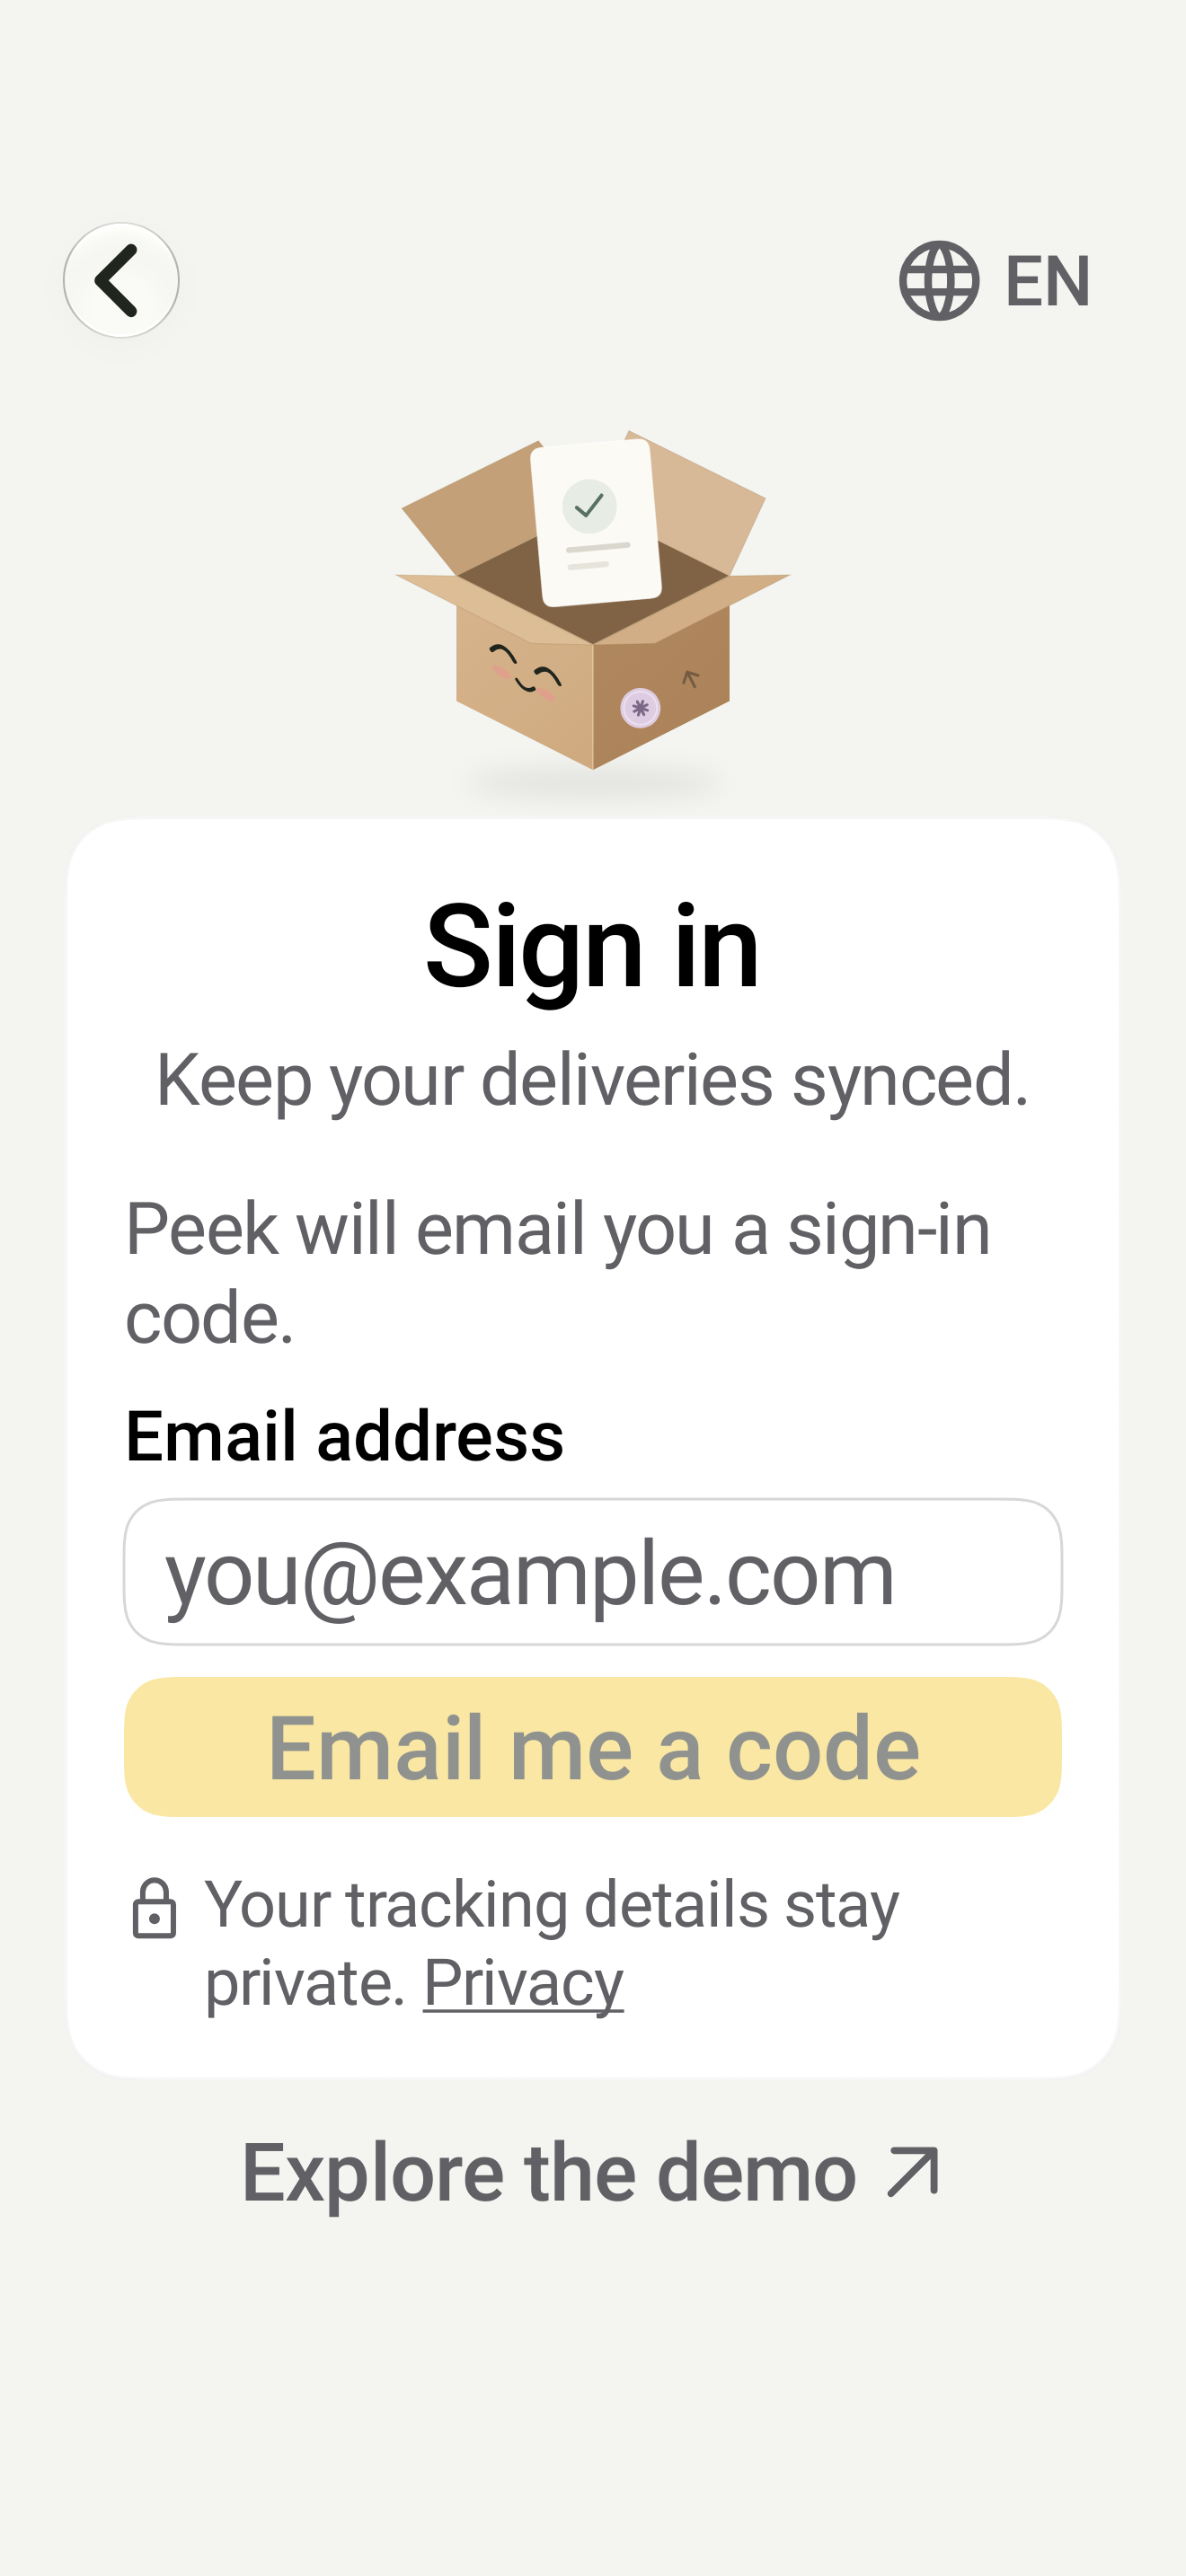 EN
Sign in
Keep your deliveries synced.
Peek will email you a sign-in
code.
Email address
you@example.com
Email me a code
Your tracking details stay
private. Privacy
Explore the demo